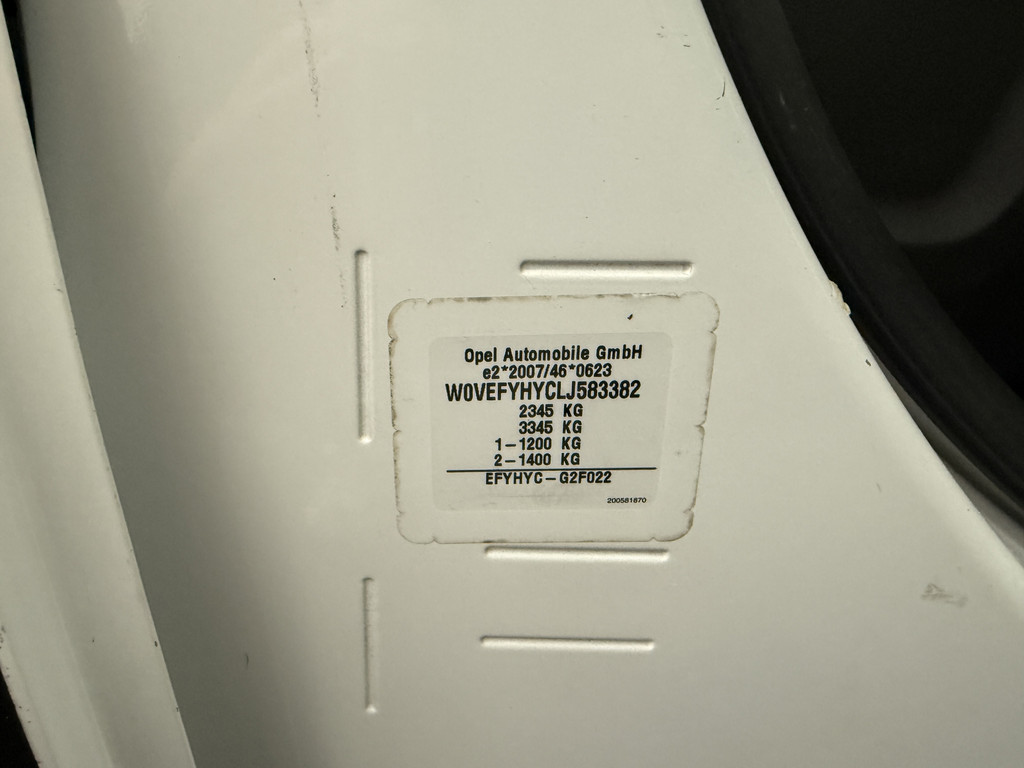 Opel Automobile GmbH
e2*2007/46*0623
W0VEFYHYCLJ583382
2345 KG
3345 KG
1-1200 KG
2-1400 KG
EFYHYC-G2F022
200581870